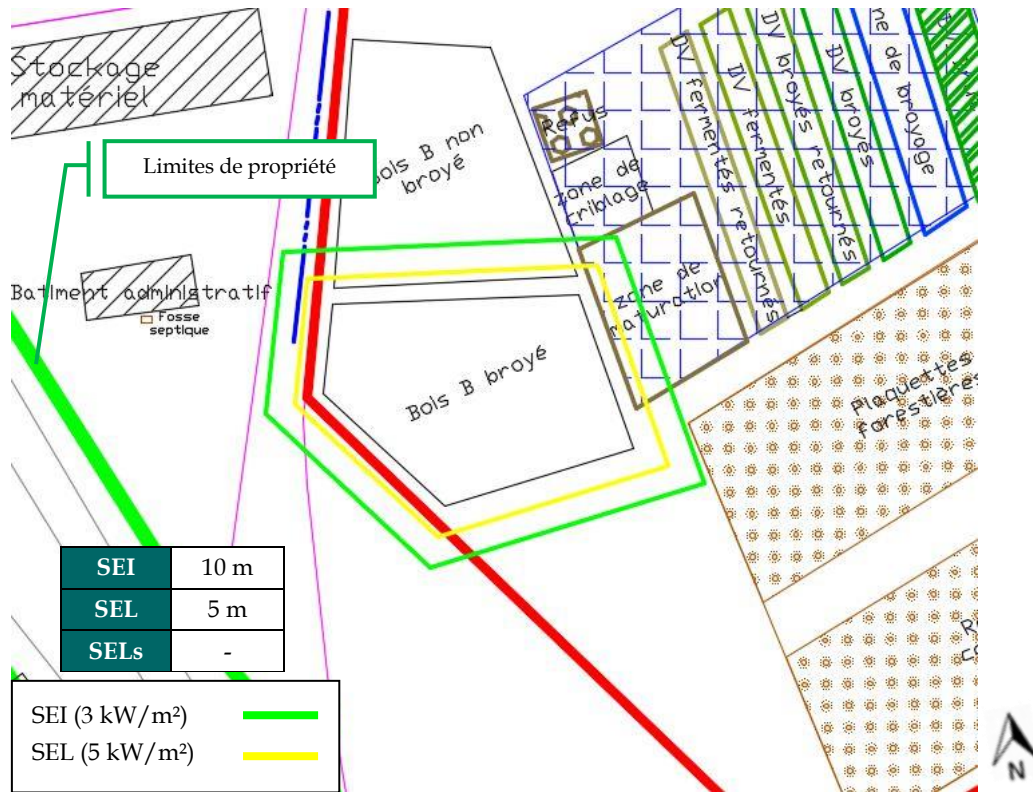 Stockage
matériel
Limites de propriété
Bois B non
broyé
Refus
zone de
criblage
DV fermentés retournés
DV fermentés
DV broyés retournés
DV broyés
ne de broyage
zone de
maturation
Batiment administratif
Fosse
septique
Bois B broyé
Plaquettes
forestières
SEI 10 m
SEL 5 m
SELs -
SEI (3 kW/m²)
SEL (5 kW/m²)
N